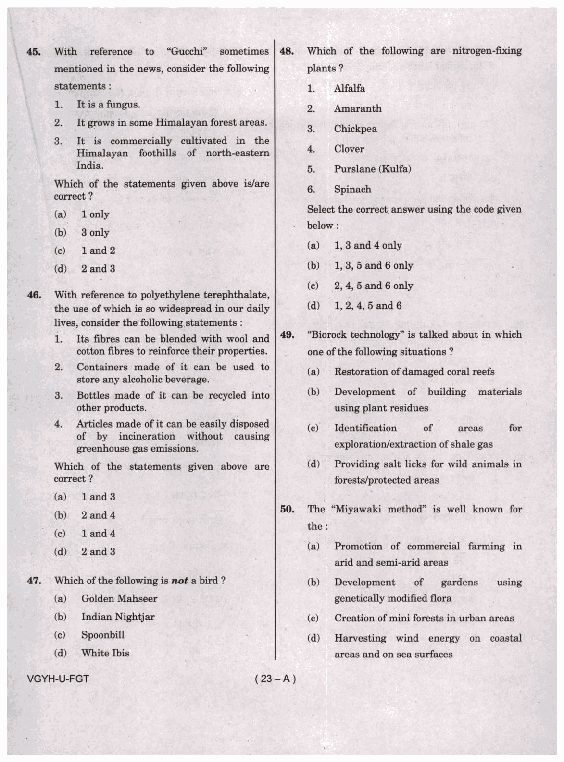 45. With reference to "Gucchi" sometimes
mentioned in the news, consider the following
statements :
1. It is a fungus.
2. It grows in some Himalayan forest areas.
3. It is commercially cultivated in the
Himalayan foothills of north-eastern
India.
Which of the statements given above is/are
correct ?
(a) 1 only
(b) 3 only
(c) 1 and 2
(d) 2 and 3
46. With reference to polyethylene terephthalate,
the use of which is so widespread in our daily
lives, consider the following statements :
1. Its fibres can be blended with wool and
cotton fibres to reinforce their properties.
2. Containers made of it can be used to
store any alcoholic beverage.
3. Bottles made of it can be recycled into
other products.
4. Articles made of it can be easily disposed
of by incineration without causing
greenhouse gas emissions.
Which of the statements given above are
correct ?
(a) 1 and 3
(b) 2 and 4
(c) 1 and 4
(d) 2 and 3
47. Which of the following is not a bird ?
(a) Golden Mahseer
(b) Indian Nightjar
(c) Spoonbill
(d) White Ibis
48. Which of the following are nitrogen-fixing
plants ?
1. Alfalfa
2. Amaranth
3. Chickpea
4. Clover
5. Purslane (Kulfa)
6. Spinach
Select the correct answer using the code given
below :
(a) 1, 3 and 4 only
(b) 1, 3, 5 and 6 only
(c) 2, 4, 5 and 6 only
(d) 1, 2, 4, 5 and 6
49. "Biorock technology" is talked about in which
one of the following situations ?
(a) Restoration of damaged coral reefs
(b) Development of building materials
using plant residues
(c) Identification of areas for
exploration/extraction of shale gas
(d) Providing salt licks for wild animals in
forests/protected areas
50. The "Miyawaki method" is well known for
the :
(a) Promotion of commercial farming in
arid and semi-arid areas
(b) Development of gardens using
genetically modified flora
(c) Creation of mini forests in urban areas
(d) Harvesting wind energy on coastal
areas and on sea surfaces
VGYH-U-FGT
( 23 – A )